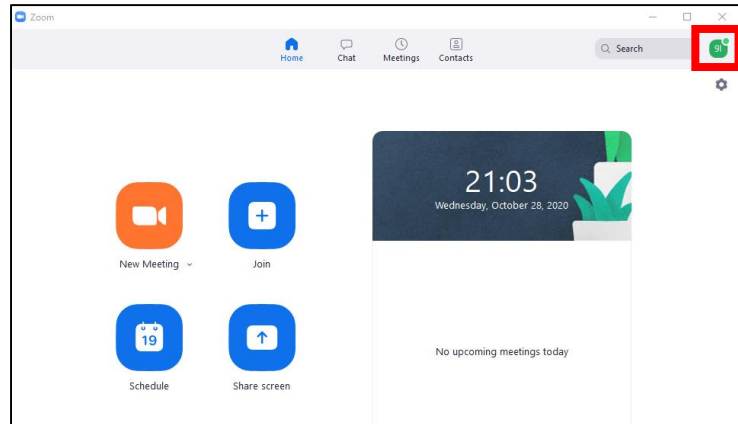 Zoom
Home
Chat
Meetings
Contacts
Search
9I
21:03
Wednesday, October 28, 2020
New Meeting
Join
19
Schedule
Share screen
No upcoming meetings today